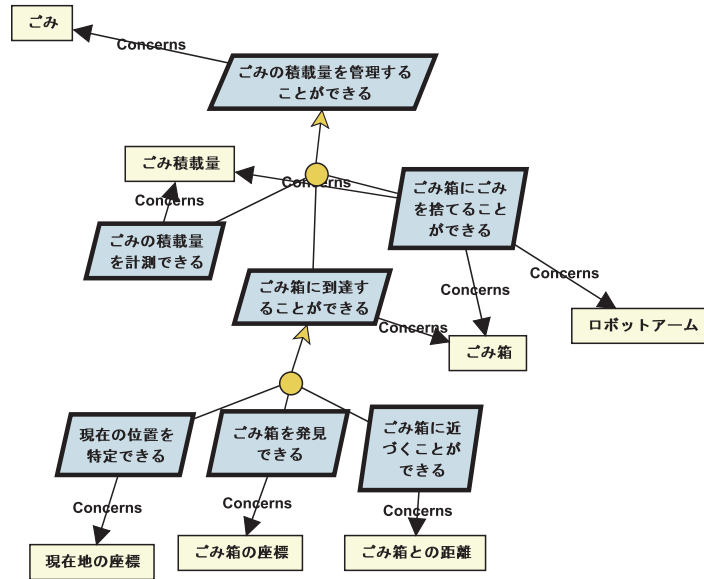 ごみ
Concerns
ごみの積載量を管理する
ことができる
ごみ積載量
Concerns
Concerns
ごみ箱にごみ
を捨てること
ができる
ごみの積載量
を計測できる
Concerns
ごみ箱に到達す
ることができる
Concerns
Concerns
ロボットアーム
ごみ箱
現在の位置を
特定できる
ごみ箱を発見
できる
ごみ箱に近
づくことが
できる
Concerns
Concerns
Concerns
現在地の座標
ごみ箱の座標
ごみ箱との距離